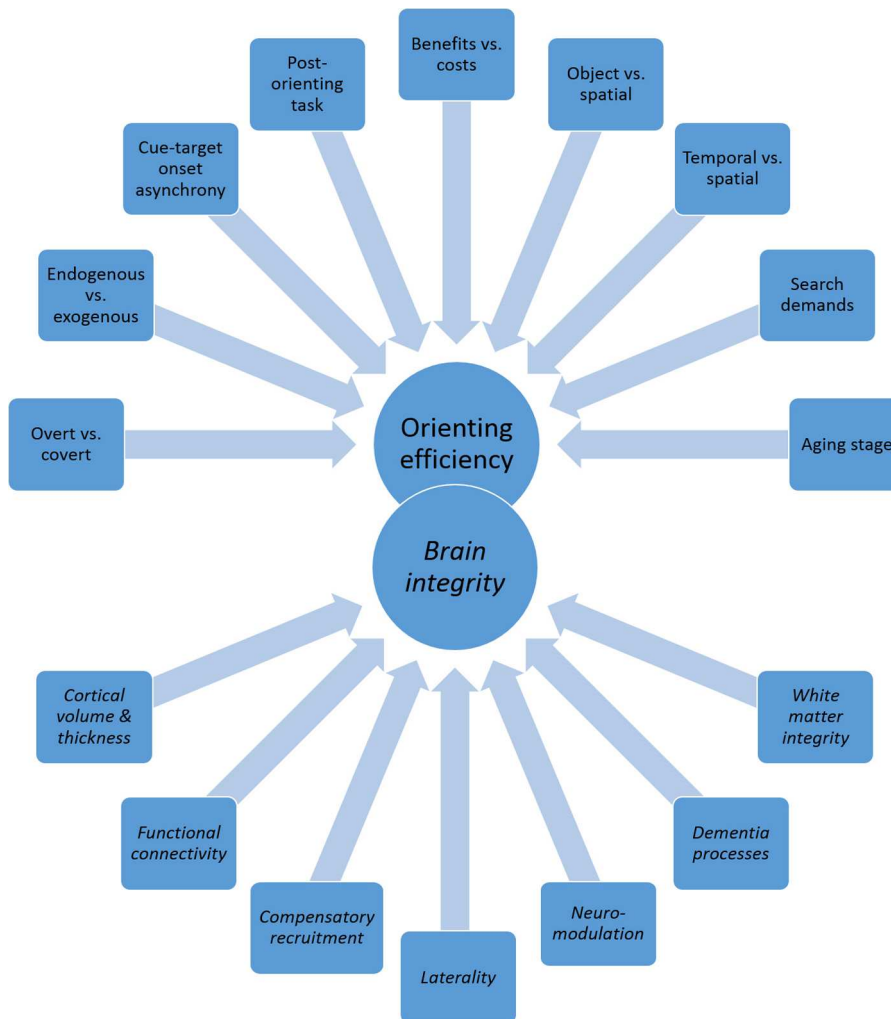 Benefits vs.
costs
Post-
orienting
task
Object vs.
spatial
Cue-target
onset
asynchrony
Temporal vs.
spatial
Endogenous
vs.
exogenous
Search
demands
Overt vs.
covert
Orienting
efficiency
Aging stage
Brain
integrity
Cortical
volume &
thickness
White
matter
integrity
Functional
connectivity
Dementia
processes
Compensatory
recruitment
Neuro-
modulation
Laterality